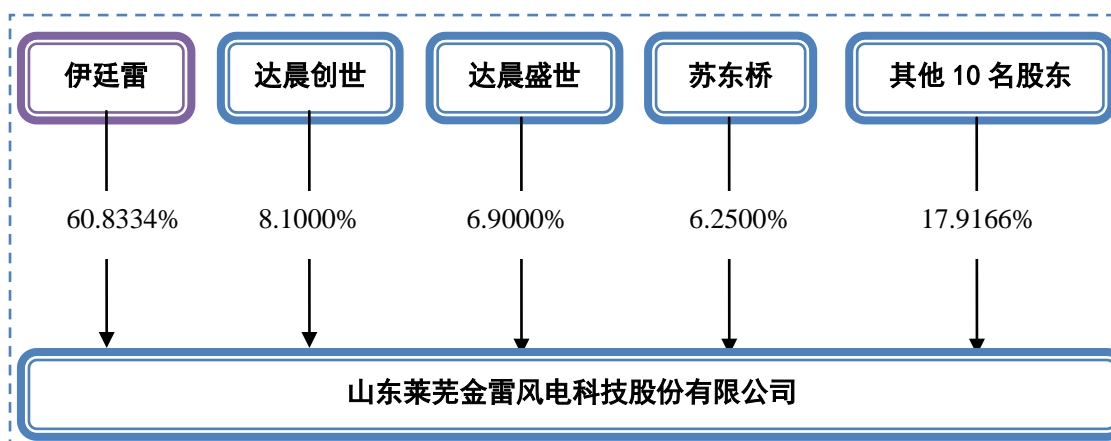 伊廷雷 达晨创世 达晨盛世 苏东桥 其他 10 名股东
60.8334% 8.1000% 6.9000% 6.2500% 17.9166%
山东莱芜金雷风电科技股份有限公司